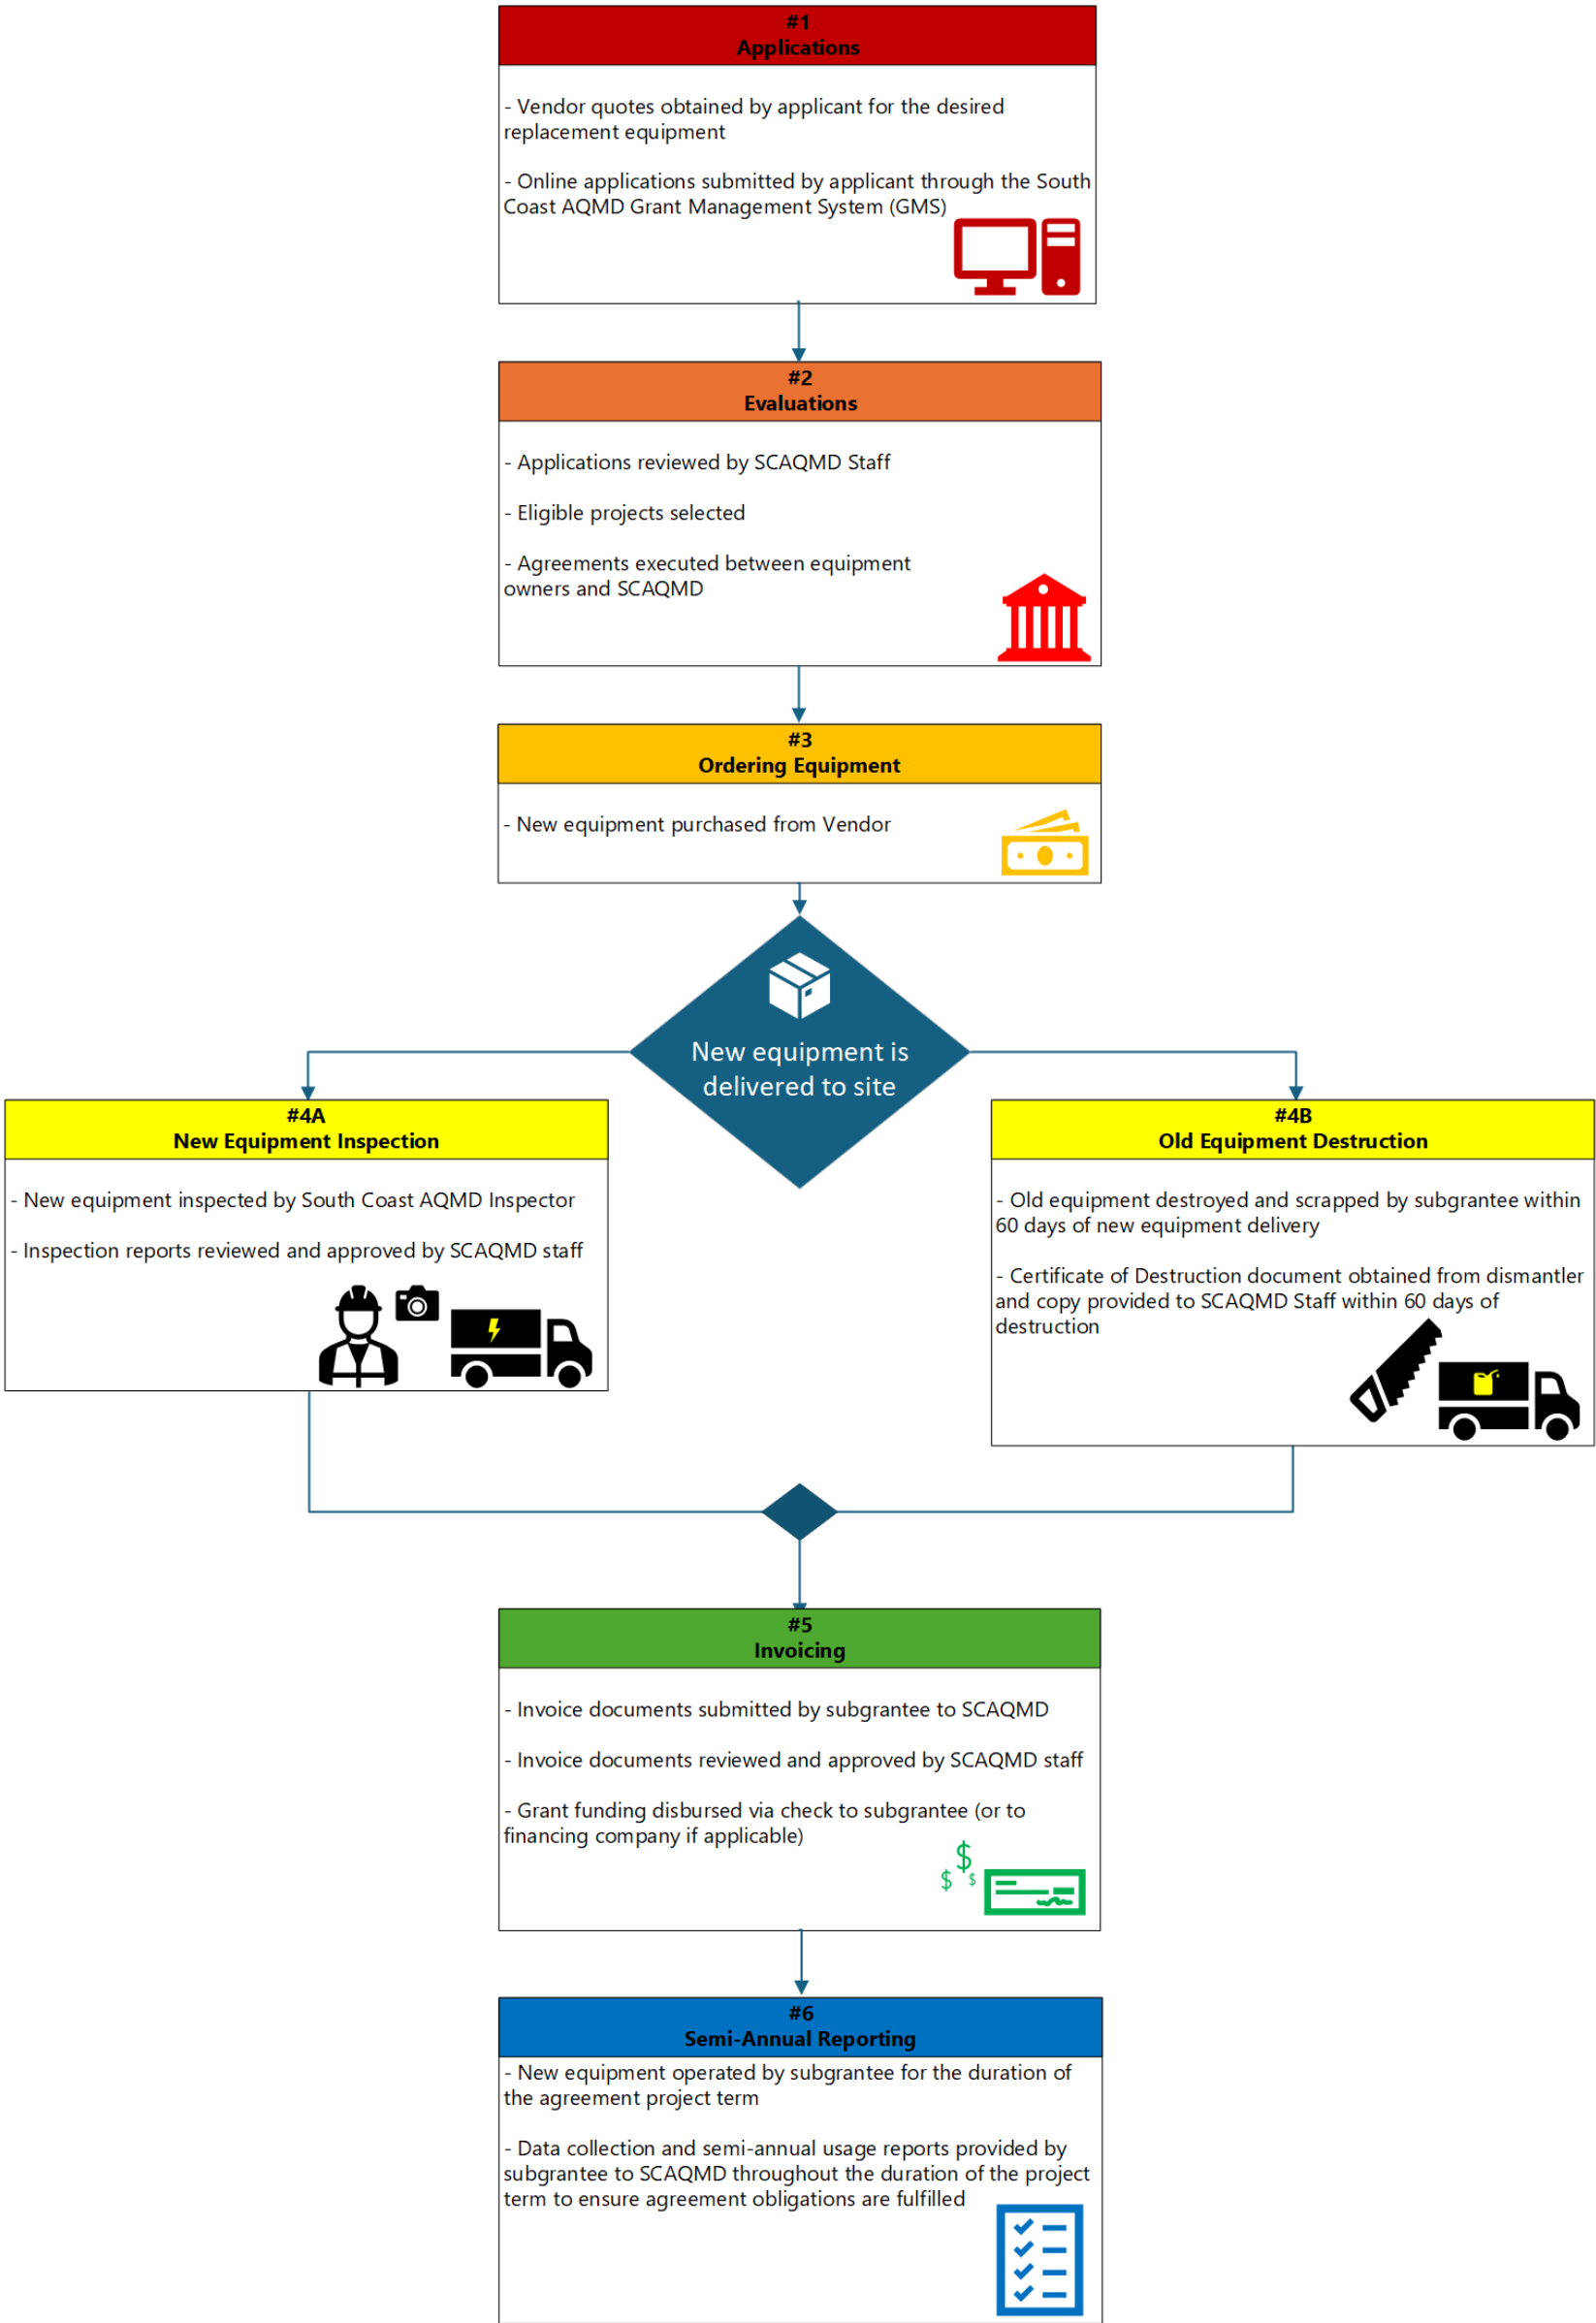 #1
Applications
- Vendor quotes obtained by applicant for the desired
replacement equipment
- Online applications submitted by applicant through the South
Coast AQMD Grant Management System (GMS)
#2
Evaluations
- Applications reviewed by SCAQMD Staff
- Eligible projects selected
- Agreements executed between equipment
owners and SCAQMD
#3
Ordering Equipment
- New equipment purchased from Vendor
New equipment is
delivered to site
#4A
New Equipment Inspection
- New equipment inspected by South Coast AQMD Inspector
- Inspection reports reviewed and approved by SCAQMD staff
#4B
Old Equipment Destruction
- Old equipment destroyed and scrapped by subgrantee within
60 days of new equipment delivery
- Certificate of Destruction document obtained from dismantler
and copy provided to SCAQMD Staff within 60 days of
destruction
#5
Invoicing
- Invoice documents submitted by subgrantee to SCAQMD
- Invoice documents reviewed and approved by SCAQMD staff
- Grant funding disbursed via check to subgrantee (or to
financing company if applicable)
$ $ $
#6
Semi-Annual Reporting
- New equipment operated by subgrantee for the duration of
the agreement project term
- Data collection and semi-annual usage reports provided by
subgrantee to SCAQMD throughout the duration of the project
term to ensure agreement obligations are fulfilled